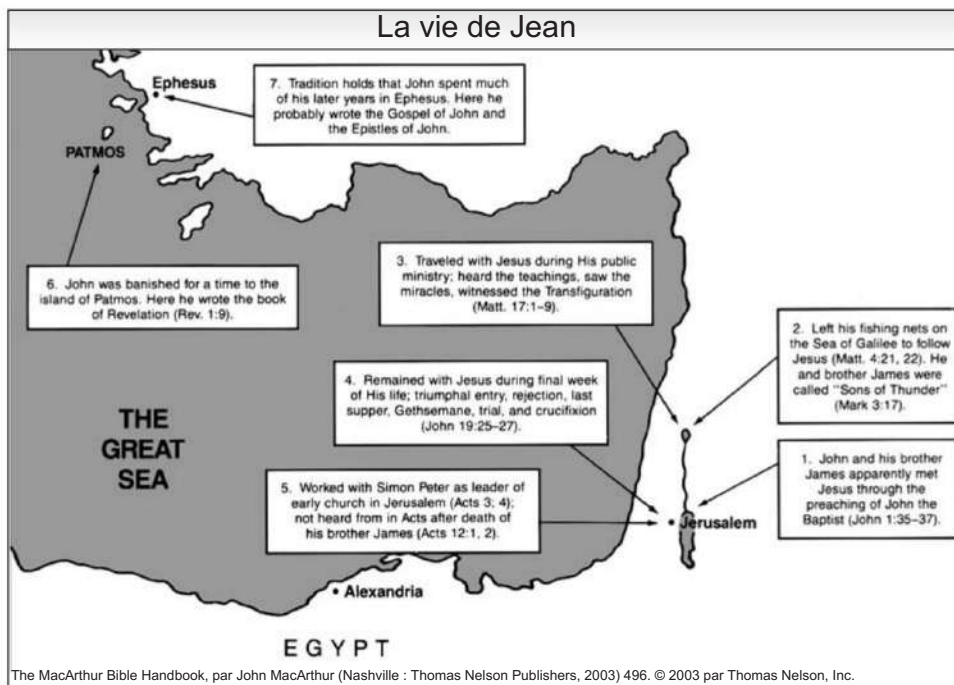 La vie de Jean
Ephesus
7. Tradition holds that John spent much
of his later years in Ephesus. Here he
probably wrote the Gospel of John and
the Epistles of John.
PATMOS
3. Traveled with Jesus during His public
ministry; heard the teachings, saw the
miracles, witnessed the Transfiguration
(Matt. 17:1–9).
6. John was banished for a time to the
island of Patmos. Here he wrote the book
of Revelation (Rev. 1:9).
2. Left his fishing nets on
the Sea of Galilee to follow
Jesus (Matt. 4:21, 22). He
and brother James were
called "Sons of Thunder"
(Mark 3:17).
4. Remained with Jesus during final week
of His life; triumphal entry, rejection, last
supper, Gethsemane, trial, and crucifixion
(John 19:25–27).
THE
GREAT
SEA
1. John and his brother
James apparently met
Jesus through the
preaching of John the
Baptist (John 1:35–37).
5. Worked with Simon Peter as leader of
early church in Jerusalem (Acts 3; 4);
not heard from in Acts after death of
his brother James (Acts 12:1, 2).
Jerusalem
Alexandria
EGYPT
The MacArthur Bible Handbook, par John MacArthur (Nashville : Thomas Nelson Publishers, 2003) 496. © 2003 par Thomas Nelson, Inc.